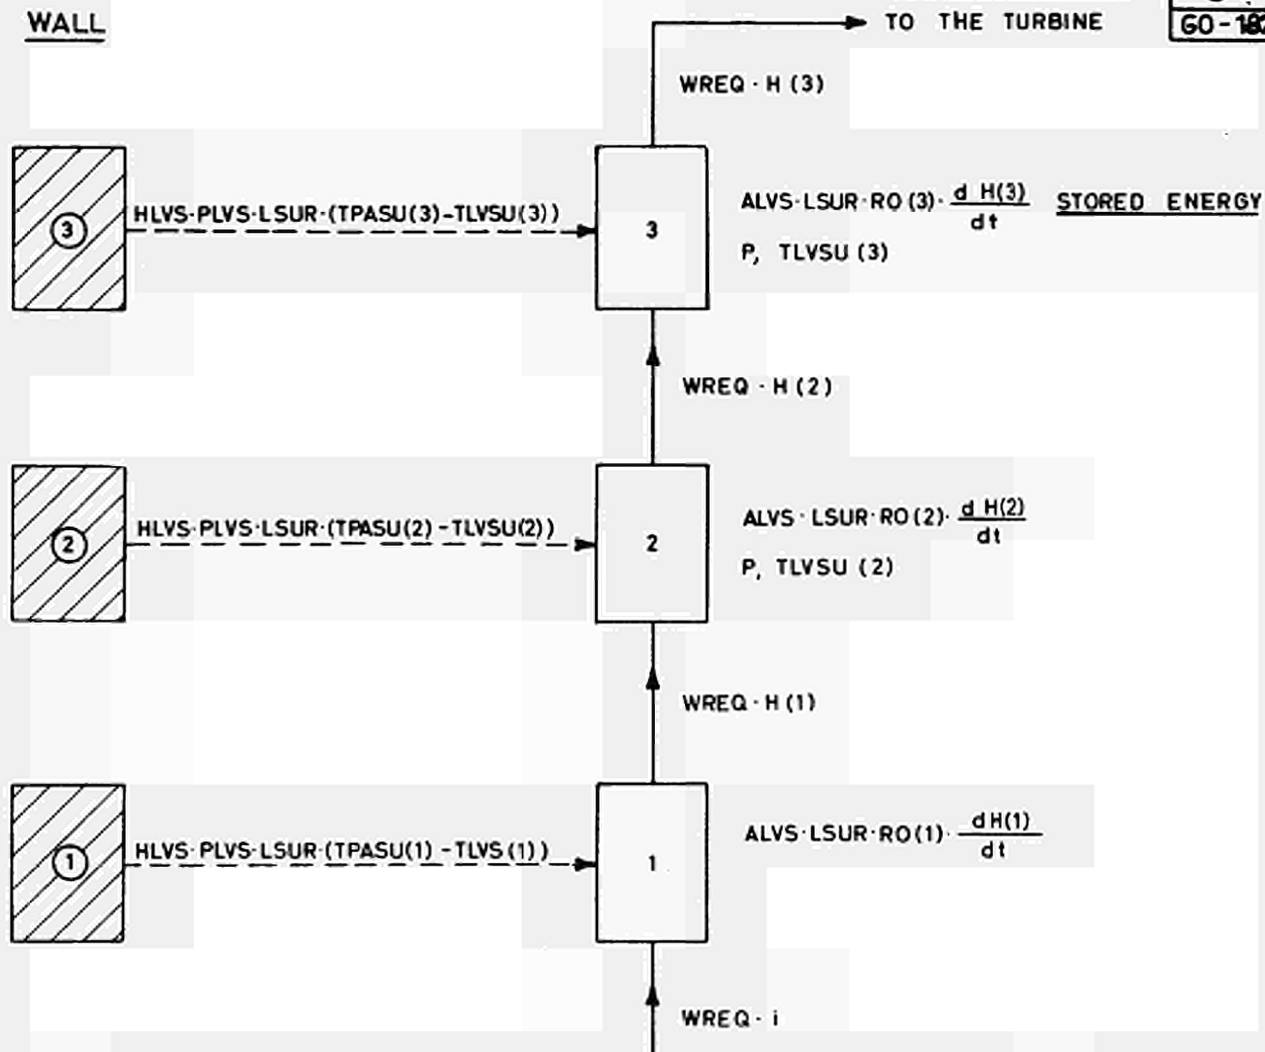 WALL
TO THE TURBINE
WREQ · H (3)
3
HLVS·PLVS·LSUR·(TPASU(3)-TLVSU(3))
3
ALVS·LSUR·RO (3)· d H(3)
dt
STORED ENERGY
P, TLVSU (3)
WREQ · H (2)
2
HLVS·PLVS·LSUR·(TPASU(2) -TLVSU(2))
2
ALVS · LSUR·RO (2)· d H(2)
dt
P, TLVSU (2)
WREQ · H (1)
1
HLVS·PLVS·LSUR·(TPASU(1) -TLVS (1))
1
ALVS·LSUR·RO(1)· dH(1)
dt
WREQ · i